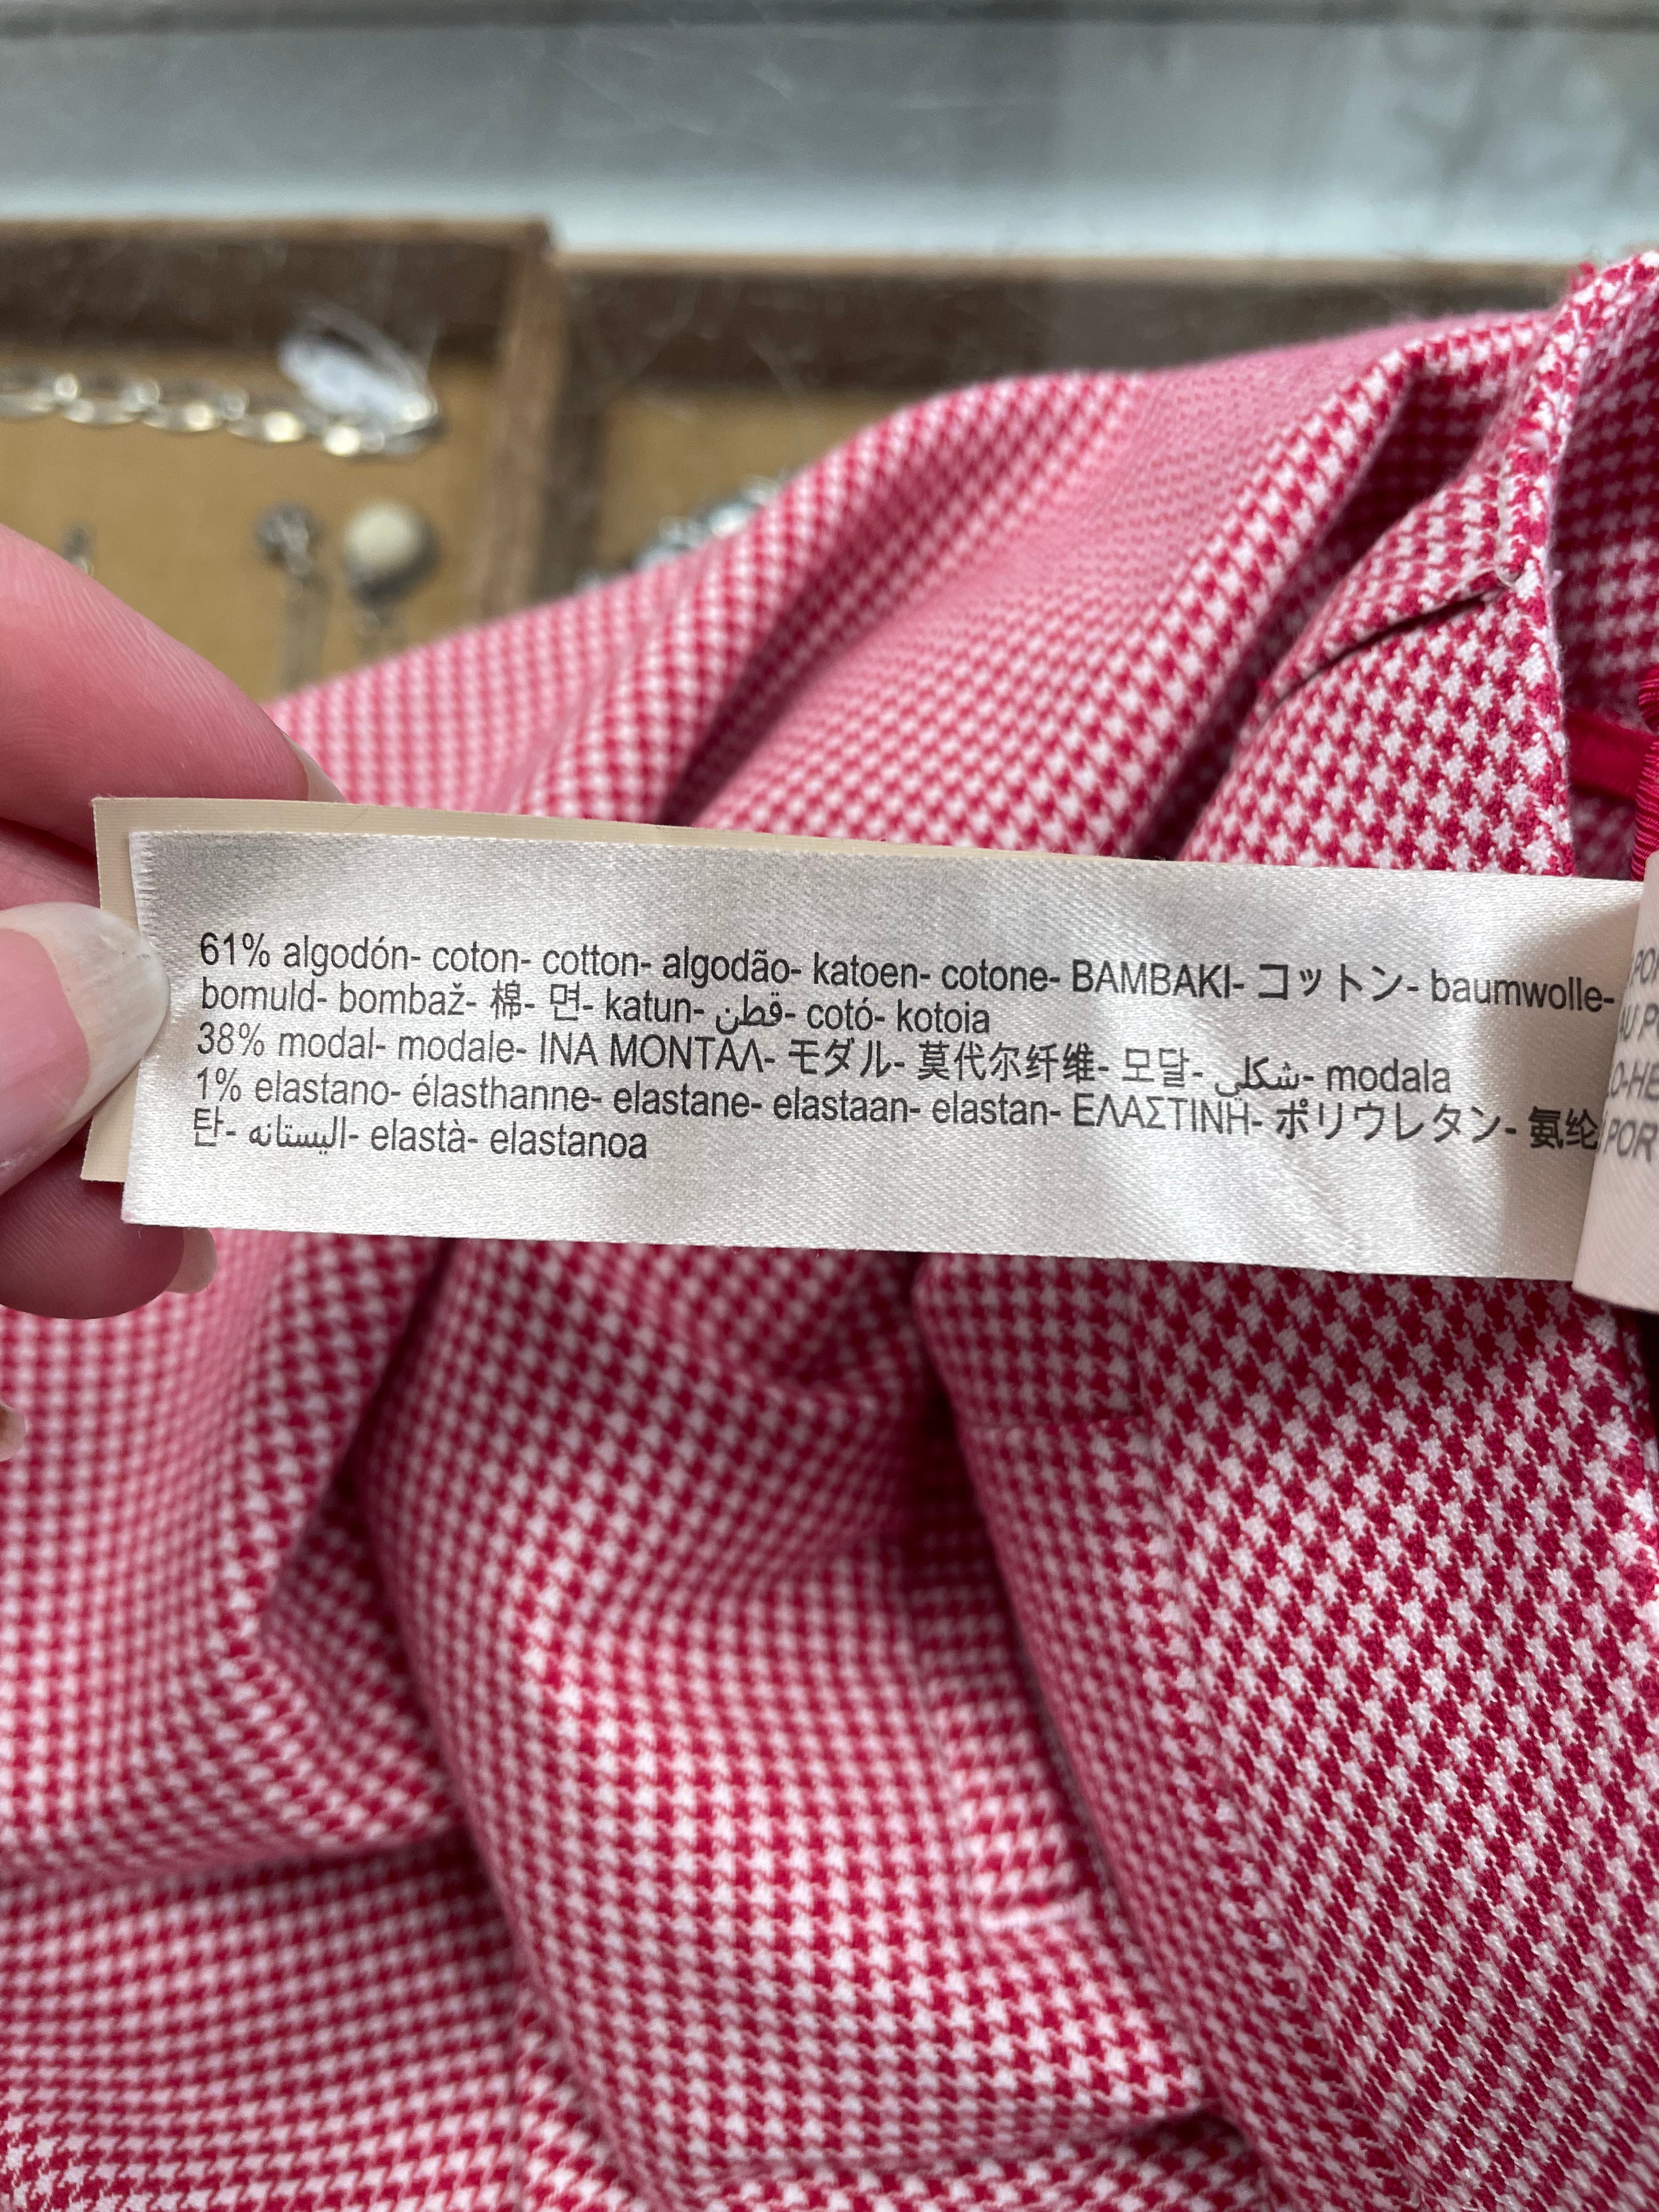 61% algodón- coton- cotton- algodão- katoen- cotone- BAMBAKI- コットン- baumwolle-
bomuld- bombaž- 棉- 면- katun- قطن- cotó- kotoia
38% modal- modale- INA MONTAΛ- モダル- 莫代尔纤维- 모달- شكلي- modala
1% elastano- élasthanne- elastane- elastaan- elastan- ΕΛΑΣΤΙΝΗ- ポリウレタン- 氨纶
탄- اليستانه- elastà- elastanoa
POR